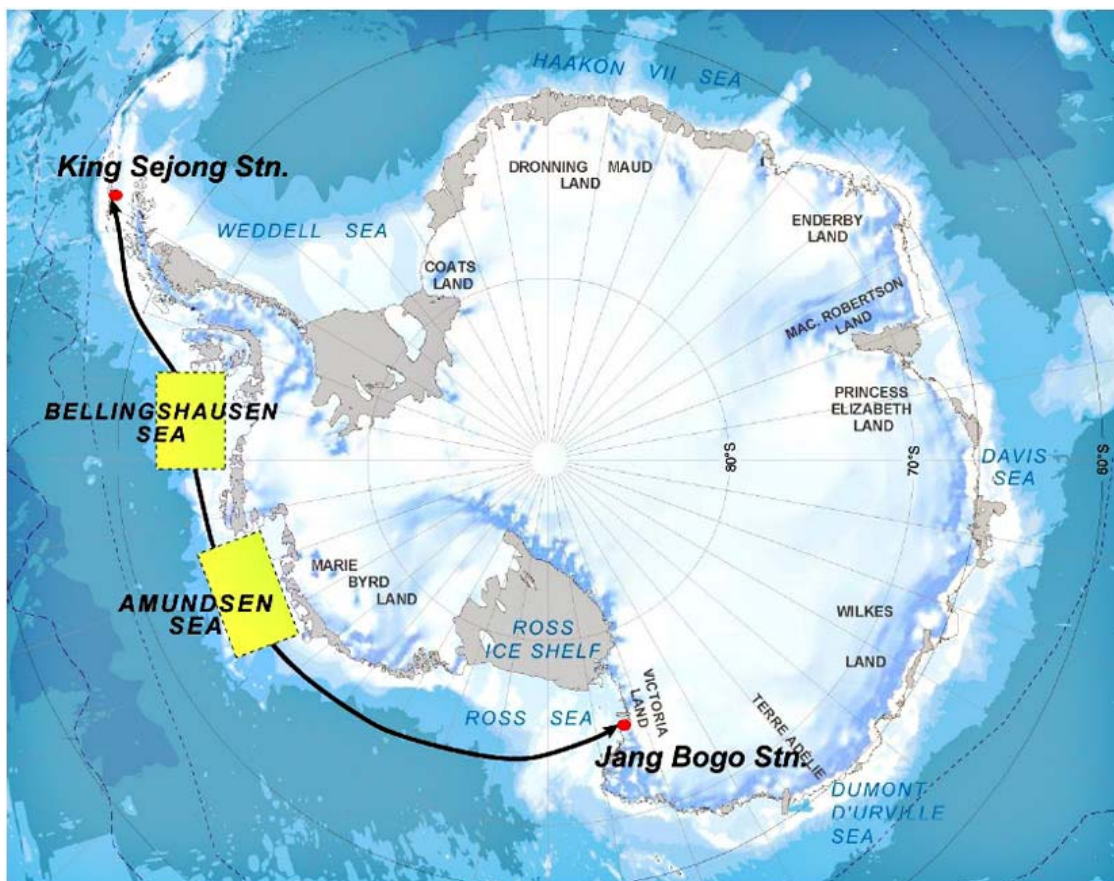 HAAKON VII SEA
King Sejong Stn.
DRONNING MAUD
LAND
WEDDELL SEA
ENDERBY
LAND
COATS
LAND
MAC. ROBERTSON
LAND
PRINCESS
ELIZABETH
LAND
BELLINGSHAUSEN
SEA
80°S
70°S
60°S
DAVIS
SEA
MARIE
BYRD
LAND
AMUNDSEN
SEA
WILKES
LAND
ROSS
ICE SHELF
VICTORIA
LAND
ROSS SEA
TERRE ADÉLIE
Jang Bogo Stn.
DUMONT
D'URVILLE
SEA